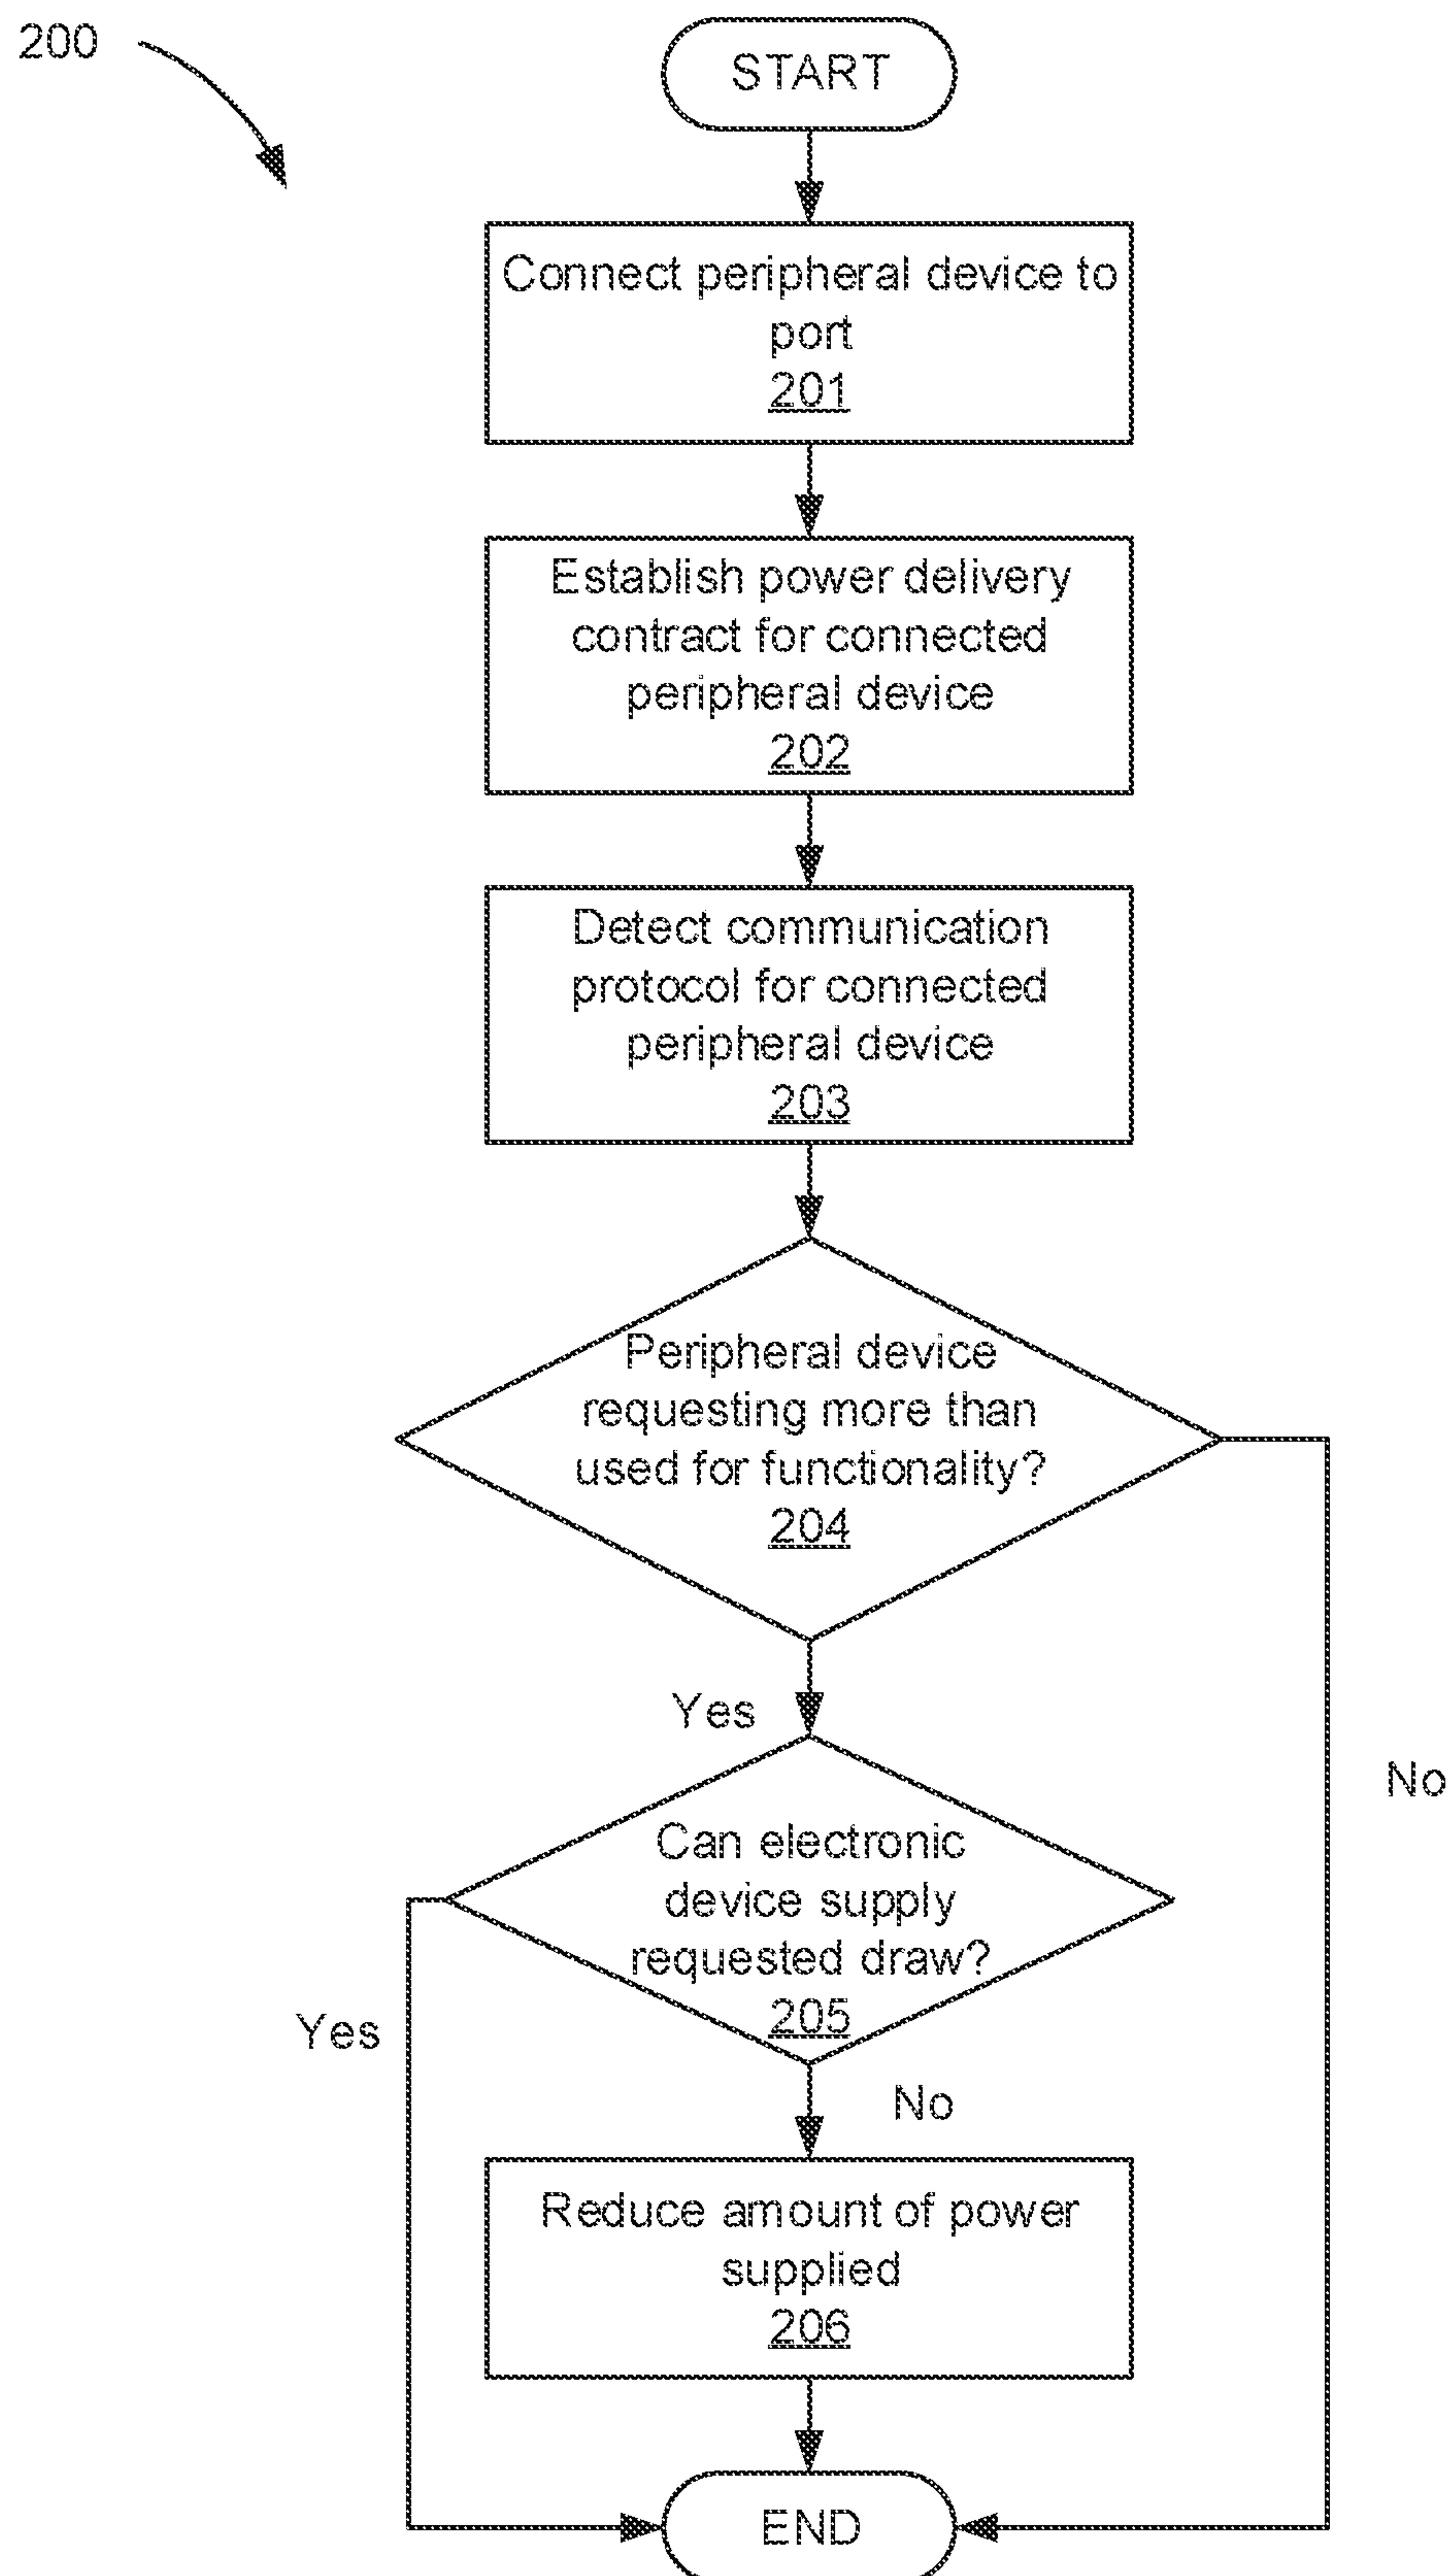 200
START
Connect peripheral device to
port
201
Establish power delivery
contract for connected
peripheral device
202
Detect communication
protocol for connected
peripheral device
203
Peripheral device
requesting more than
used for functionality?
204
Yes
No
Can electronic
device supply
requested draw?
205
Yes
No
Reduce amount of power
supplied
206
END